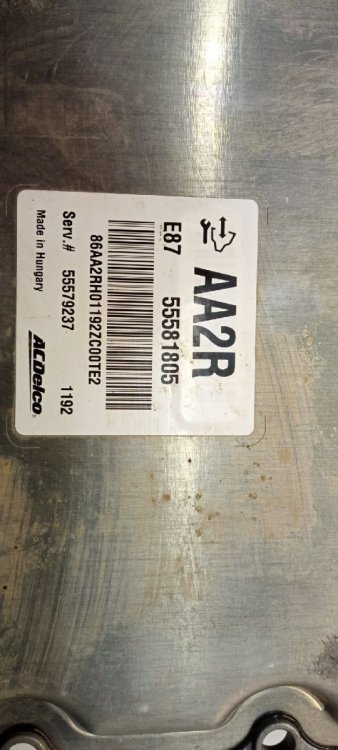 AA2R
E87 55581805
86AA2RH01192ZC00TE2
Serv.# 55579237 1192
Made in Hungary
ACDelco